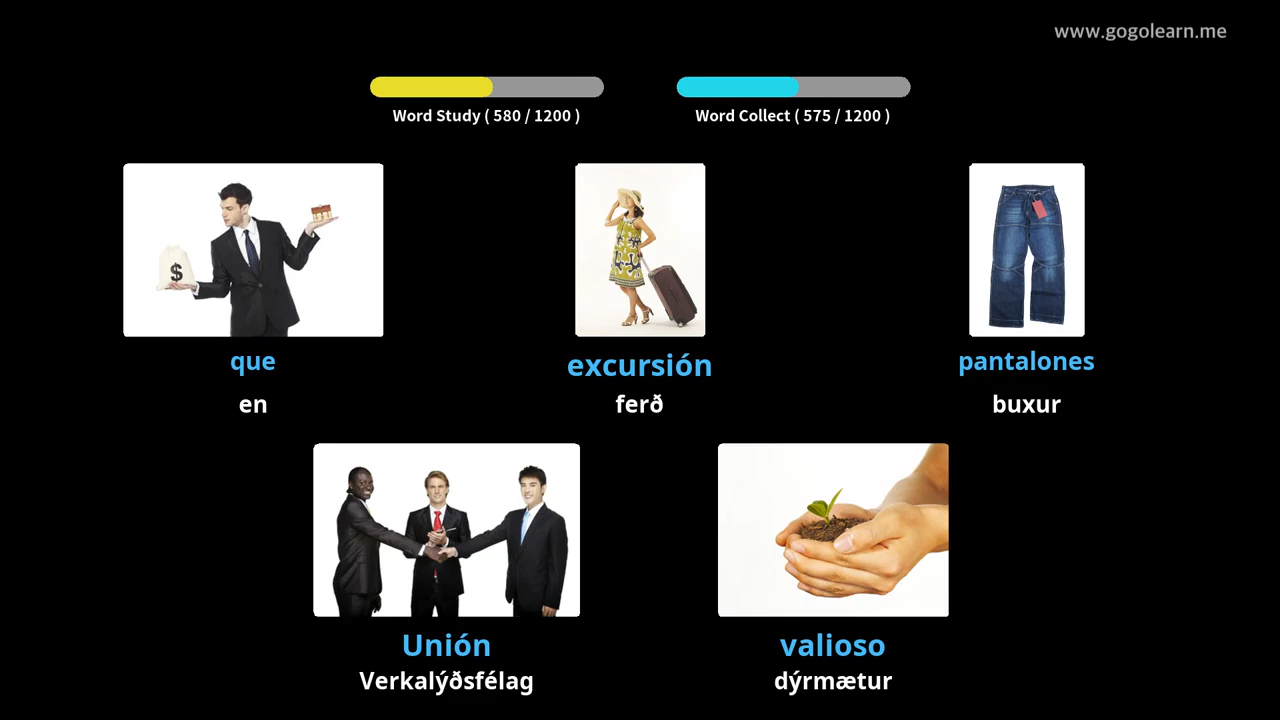 www.gogolearn.me
Word Study ( 580 / 1200 )
Word Collect ( 575 / 1200 )
$
que
excursión
pantalones
en
ferð
buxur
Unión
valioso
Verkalýðsfélag
dýrmætur